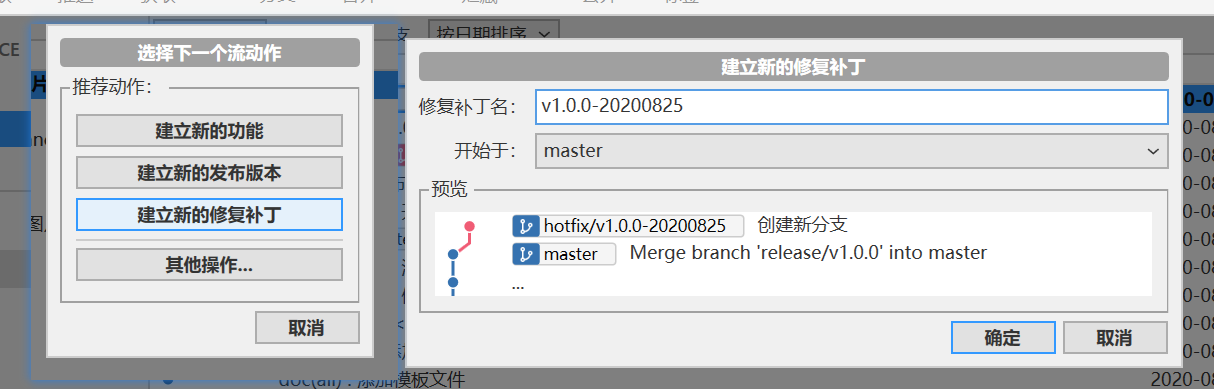 CE
按日期排序
选择下一个流动作
推荐动作:
建立新的功能
建立新的发布版本
建立新的修复补丁
其他操作...
取消
建立新的修复补丁
修复补丁名: v1.0.0-20200825
开始于: master
预览
hotfix/v1.0.0-20200825 创建新分支
master Merge branch 'release/v1.0.0' into master
...
确定 取消
doc(all) : 添加模板文件
2020-08